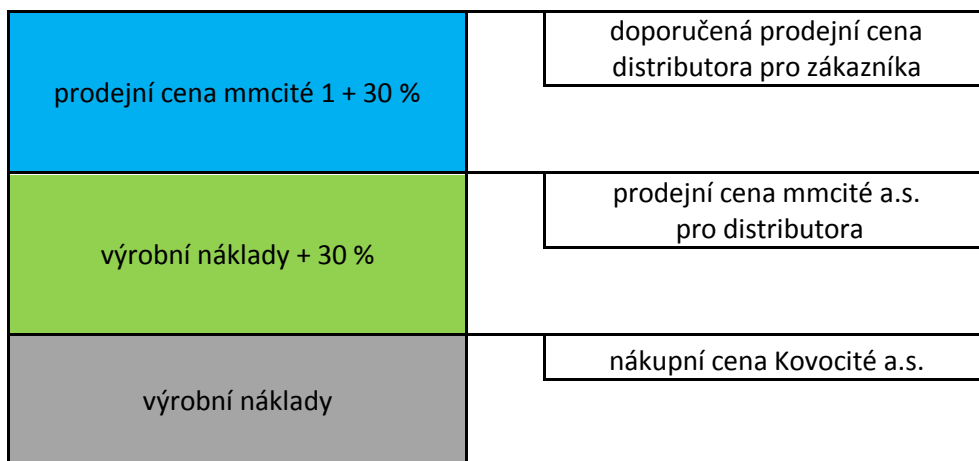 prodejní cena mmcité 1 + 30 %
doporučená prodejní cena
distributora pro zákazníka
výrobní náklady + 30 %
prodejní cena mmcité a.s.
pro distributora
výrobní náklady
nákupní cena Kovocité a.s.